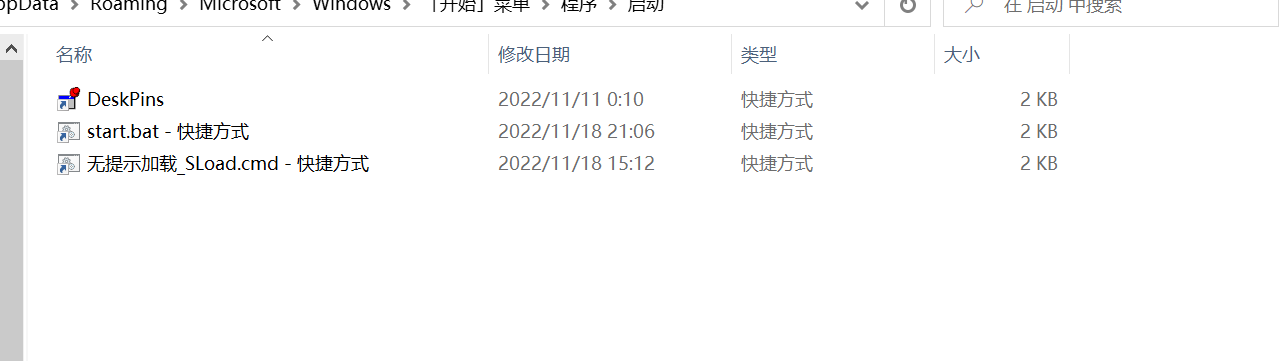 ppData > Roaming > Microsoft > Windows > 「开始」菜单 > 程序 > 启动
在 启动 中搜索
名称 修改日期 类型 大小
DeskPins 2022/11/11 0:10 快捷方式 2 KB
start.bat - 快捷方式 2022/11/18 21:06 快捷方式 2 KB
无提示加载_SLoad.cmd - 快捷方式 2022/11/18 15:12 快捷方式 2 KB